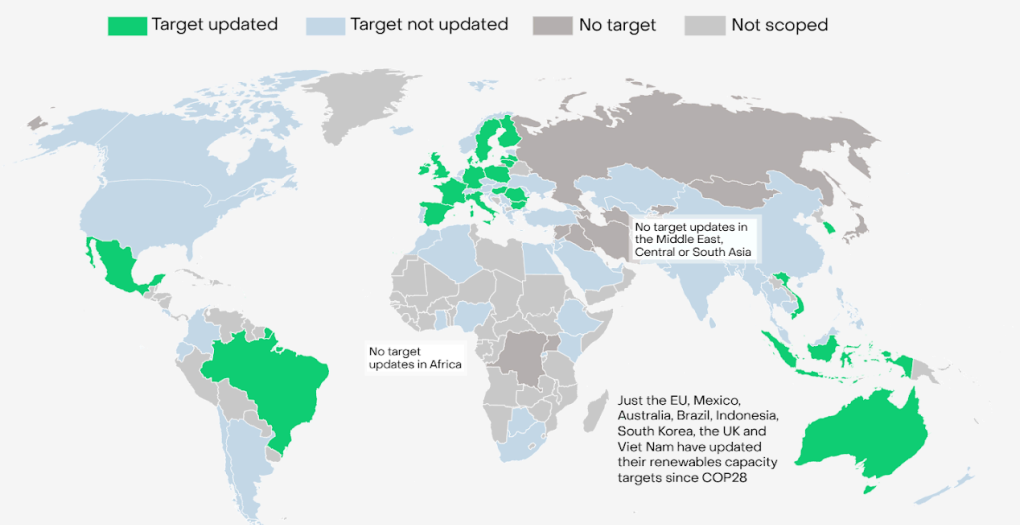 Target updated
Target not updated
No target
Not scoped
No target updates in
the Middle East,
Central or South Asia
No target
updates in Africa
Just the EU, Mexico,
Australia, Brazil, Indonesia,
South Korea, the UK and
Viet Nam have updated
their renewables capacity
targets since COP28